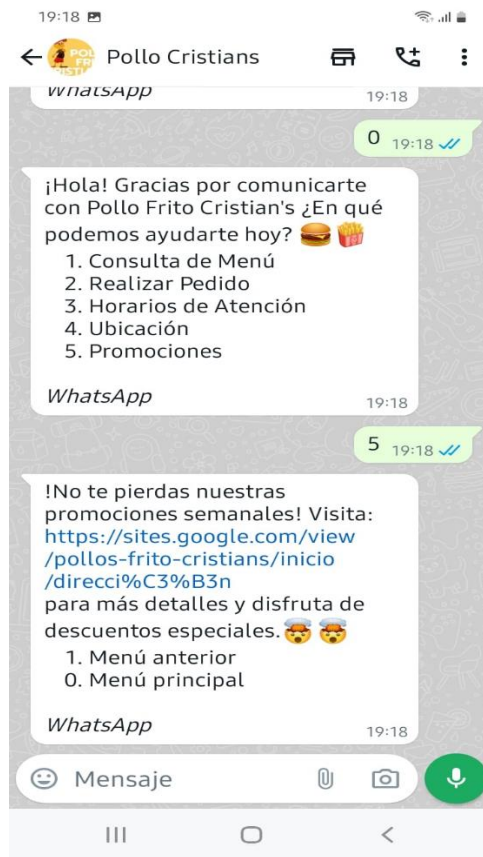 19:18
Pollo Cristians
WhatsApp
19:18
0 19:18
¡Hola! Gracias por comunicarte
con Pollo Frito Cristian's ¿En qué
podemos ayudarte hoy?
1. Consulta de Menú
2. Realizar Pedido
3. Horarios de Atención
4. Ubicación
5. Promociones
WhatsApp
19:18
5 19:18
!No te pierdas nuestras
promociones semanales! Visita:
https://sites.google.com/view
/pollos-frito-cristians/inicio
/direcci%C3%B3n
para más detalles y disfruta de
descuentos especiales.
1. Menú anterior
0. Menú principal
WhatsApp
19:18
Mensaje